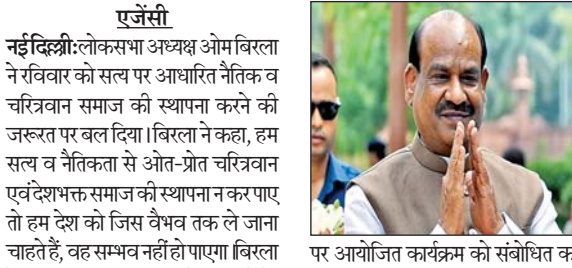 एजेंसी
नई दिल्ली: लोकसभा अध्यक्ष ओम बिरला
ने रविवार को सत्य पर आधारित नैतिक व
चरित्रवान समाज की स्थापना करने की
जरूरत पर बल दिया। बिरला ने कहा, हम
सत्य व नैतिकता से ओत-प्रोत चरित्रवान
एवं देशभक्त समाज की स्थापना न कर पाए
तो हम देश को जिस वैभव तक ले जाना
चाहते हैं, वह सम्भव नहीं हो पाएगा। बिरला
पर आयोजित कार्यक्रम को संबोधित क